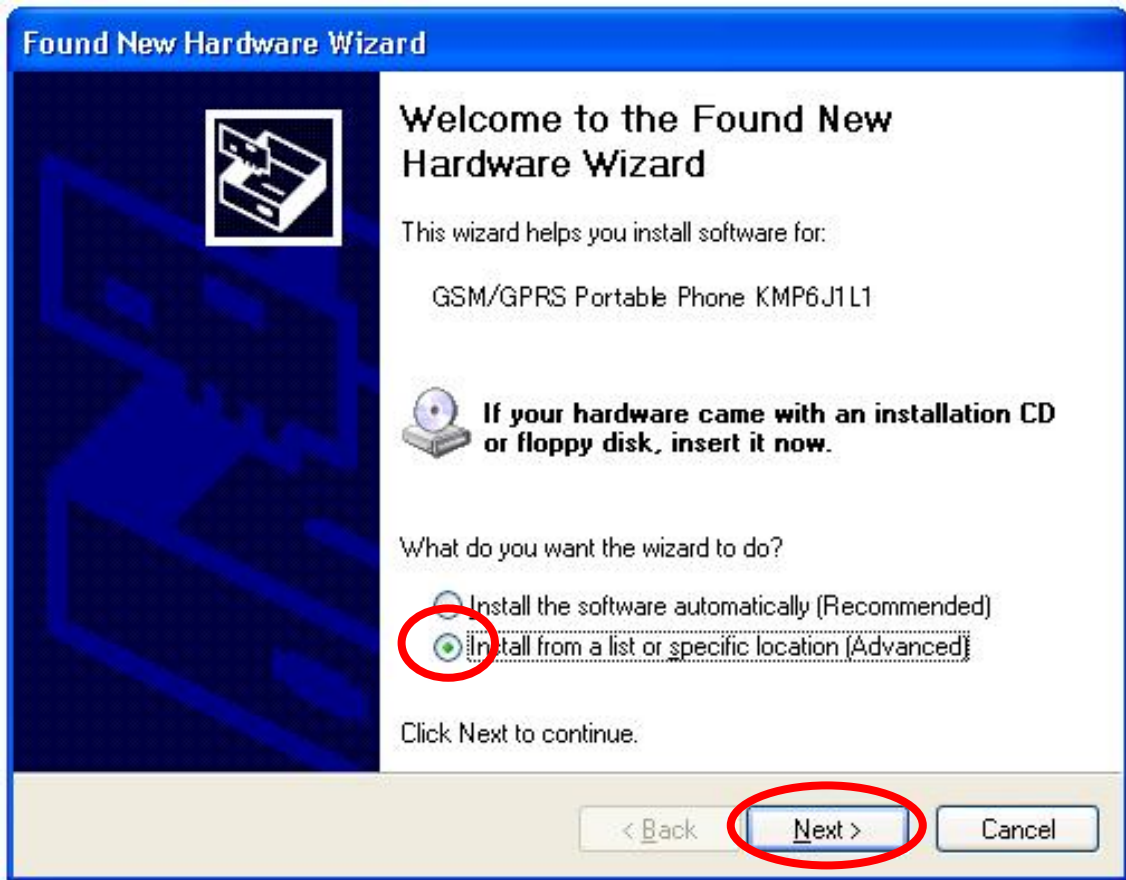 Found New Hardware Wizard
Welcome to the Found New
Hardware Wizard
This wizard helps you install software for:
GSM/GPRS Portable Phone KMP6J1L1
If your hardware came with an installation CD
or floppy disk, insert it now.
What do you want the wizard to do?
Install the software automatically (Recommended)
Install from a list or specific location (Advanced)
Click Next to continue.
< Back
Next >
Cancel